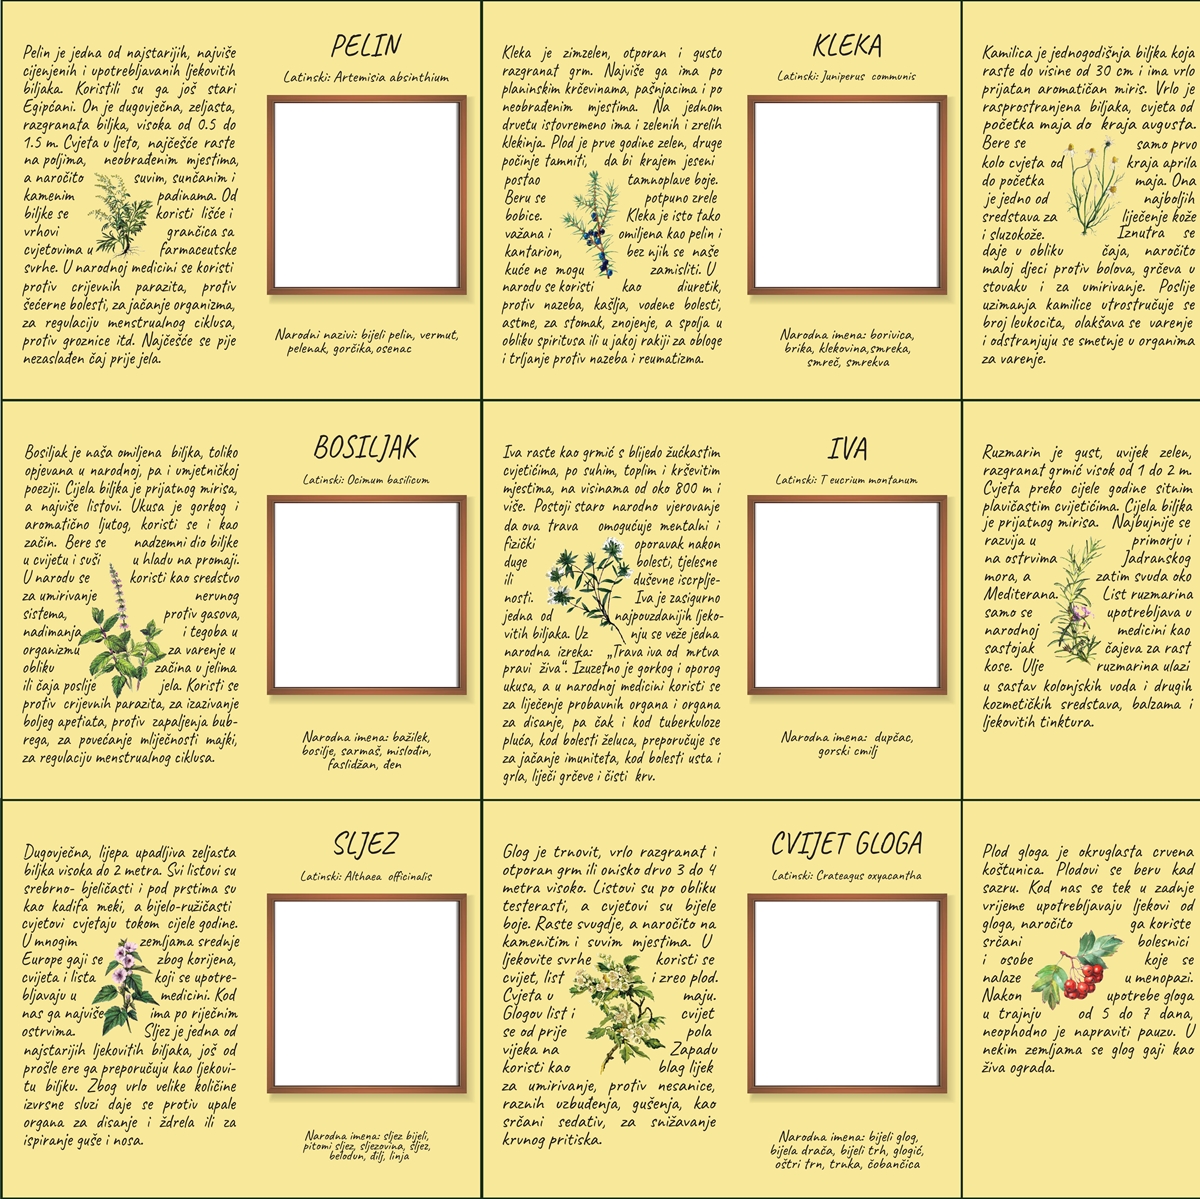 Pelin je jedna od najstarijih, najviše
cijenjenih i upotrebljavanih ljekovitih
biljaka. Koristili su ga još stari
Egipćani. On je dugovječna, zeljasta,
razgranata biljka, visoka od 0.5 do
1.5 m. Cvjeta u ljeto, najčešće raste
na poljima, neobrađenim mjestima,
a naročito suvim, sunčanim i
kamenim padinama. Od
biljke se koristi lišće i
vrhovi grančica sa
cvjetovima u farmaceutske
svrhe. U narodnoj medicini se koristi
protiv crijevnih parazita, protiv
šećerne bolesti, za jačanje organizma,
za regulaciju menstrualnog ciklusa,
protiv groznice itd. Najčešće se pije
nezaslađen čaj prije jela.
PELIN
Latinski: Artemisia absinthium
Narodni nazivi: bijeli pelin, vermut,
pelenak, gorčika, osenac
Kleka je zimzelen, otporan i gusto
razgranat grm. Najviše ga ima po
planinskim krčevinama, pašnjacima i po
neobrađenim mjestima. Na jednom
drvetu istovremeno ima i zelenih i zrelih
klekinja. Plod je prve godine zelen, druge
počinje tamniti, da bi krajem jeseni
postao tamnoplave boje.
Beru se potpuno zrele
bobice. Kleka je isto tako
važana i omiljena kao pelin i
kantarion, bez njih se naše
kuće ne mogu zamisliti. U
narodu se koristi kao diuretik,
protiv nazeba, kašlja, vodene bolesti,
astme, za stomak, znojenje, a spolja u
obliku spiritusa ili u jakoj rakiji za obloge
i trljanje protiv nazeba i reumatizma.
KLEKA
Latinski: Juniperus communis
Narodna imena: borivica,
brika, klekovina, smreka,
smreč, smrekva
Kamilica je jednogodišnja biljka koja
raste do visine od 30 cm i ima vrlo
prijatan aromatičan miris. Vrlo je
rasprostranjena biljaka, cvjeta od
početka maja do kraja avgusta.
Bere se samo prvo
kolo cvjeta od kraja aprila
do početka maja. Ona
je jedno od najboljih
sredstava za liječenje kože
i sluzokože. Iznutra se
daje u obliku čaja, naročito
maloj djeci protiv bolova, grčeva u
stovaku i za umirivanje. Poslije
uzimanja kamilice utrostručuje se
broj leukocita, olakšava se varenje
i odstranjuju se smetnje u organima
za varenje.
Bosiljak je naša omiljena biljka, toliko
opjevana u narodnoj, pa i umjetničkoj
poeziji. Cijela biljka je prijatnog mirisa,
a najviše listovi. Ukusa je gorkog i
aromatično ljutog, koristi se i kao
začin. Bere se nadzemni dio biljke
u cvijetu i suši u hladu na promaji.
U narodu se koristi kao sredstvo
za umirivanje nerunog
sistema, protiv gasova,
nadimanja i tegoba u
organizmu za varenje u
obliku začina u jelima
ili čaja poslije jela. Koristi se
protiv crijevnih parazita, za izazivanje
boljeg apetiata, protiv zapaljenja bub-
rega, za povećanje mliječnosti majki,
za regulaciju menstrualnog ciklusa.
BOSILJAK
Latinski: Ocimum basilicum
Narodna imena: bažilek,
bosilje, sarmaš, mislođin,
faslidžan, đen
Iva raste kao grmić s blijedo žućkastim
cvjetićima, po suhim, toplim i krševitim
mjestima, na visinama od oko 800 m i
više. Postoji staro narodno vjerovanje
da ova trava omogućuje mentalni i
fizički oporavak nakon
duge bolesti, tjelesne
ili duševne iscrplje-
nosti. Iva je zasigurno
jedna od najpouzdanijih ljeko-
vitih biljaka. Uz nju se veže jedna
narodna izreka: „Trava iva od mrtva
pravi živa“. Izuzetno je gorkog i oporog
ukusa, a u narodnoj medicini koristi se
za liječenje probavnih organa i organa
za disanje, pa čak i kod tuberkuloze
pluća, kod bolesti želuca, preporučuje se
za jačanje imuniteta, kod bolesti usta i
grla, liječi grčeve i čisti krv.
IVA
Latinski: T eucrium montanum
Narodna imena: dupčac,
gorski cmilj
Ruzmarin je gust, uvijek zelen,
razgranat grmić visok od 1 do 2 m.
Cvjeta preko cijele godine sitnim
plavičastim cvijetićima. Cijela biljka
je prijatnog mirisa. Najbujnije se
razvija u primorju i
na ostrvima Jadranskog
mora, a zatim svuda oko
Mediterana. List ruzmarina
samo se upotrebljava u
narodnoj medicini kao
sastojak čajeva za rast
kose. Ulje ruzmarina ulazi
u sastav kolonjskih voda i drugih
kozmetičkih sredstava, balzama i
ljekovitih tinktura.
Dugovječna, lijepa upadljiva zeljasta
biljka visoka do 2 metra. Svi listovi su
srebrno- bjeličasti i pod prstima su
kao kadifa meki, a bijelo-ružičasti
cvjetovi cvjetaju tokom cijele godine.
U mnogim zemljama srednje
Europe gaji se zbog korijena,
cvijeta i lista koji se upotre-
bljavaju u medicini. Kod
nas ga najviše ima po riječnim
ostrvima. Sljez je jedna od
najstarijih ljekovitih biljaka, još od
prošle ere ga preporučuju kao ljekovi-
tu biljku. Zbog vrlo velike količine
izvrsne sluzi daje se protiv upale
organa za disanje i ždrela ili za
ispiranje guše i nosa.
SLJEZ
Latinski: Althaea officinalis
Narodna imena: sljez bijeli,
pitomi sljez, sljezovina, šljez,
belodun, đilj, linja
Glog je trnovit, vrlo razgranat i
otporan grm ili onisko drvo 3 do 4
metra visoko. Listovi su po obliku
testerasti, a cvjetovi su bijele
boje. Raste svugdje, a naročito na
kamenitim i suvim mjestima. U
ljekovite svrhe koristi se
cvijet, list i zreo plod.
Cvjeta u maju.
Glogov list i cvijet
se od prije pola
vijeka na Zapadu
koristi kao blag lijek
za umirivanje, protiv nesanice,
raznih uzbuđenja, gušenja, kao
srčani sedativ, za snižavanje
krunog pritiska.
CVIJET GLOGA
Latinski: Crateagus oxyacantha
Narodna imena: bijeli glog,
bijela drača, bijeli trh, glogić,
oštri trn, trnka, čobančica
Plod gloga je okruglasta crvena
koštunica. Plodovi se beru kad
sazru. Kod nas se tek u zadnje
vrijeme upotrebljavaju ljekovi od
gloga, naročito ga koriste
srčani bolesnici
i osobe koje se
nalaze u menopazi.
Nakon upotrebe gloga
u trajnju od 5 do 7 dana,
neophodno je napraviti pauzu. U
nekim zemljama se glog gaji kao
živa ograda.